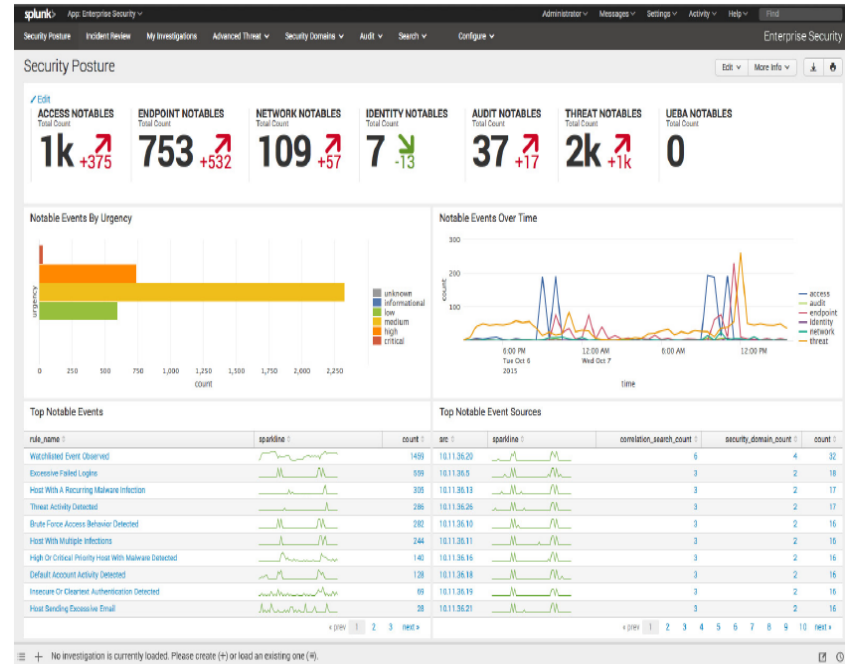 splunk> App: Enterprise Security Administrator Messages Settings Activity Help Find
Security Posture Incident Review My Investigations Advanced Threat Security Domains Audit Search Configure Enterprise Security
Security Posture Edit More Info
Edit
ACCESS NOTABLES ENDPOINT NOTABLES NETWORK NOTABLES IDENTITY NOTABLES AUDIT NOTABLES THREAT NOTABLES UEBA NOTABLES
Total Count Total Count Total Count Total Count Total Count Total Count Total Count
1k +375 753 +532 109 +57 7 -13 37 +17 2k +1k 0
Notable Events By Urgency
urgency
unknown
informational
low
medium
high
critical
0 250 500 750 1,000 1,250 1,500 1,750 2,000 2,250
count
Notable Events Over Time
300
200
100
count
access
audit
endpoint
identity
network
threat
6:00 PM 12:00 AM 6:00 AM 12:00 PM
Tue Oct 6 Wed Oct 7
2015
time
Top Notable Events
rule_name sparkline count
Watchlisted Event Observed 1459
Excessive Failed Logins 599
Host With A Recurring Malware Infection 305
Threat Activity Detected 286
Brute Force Access Behavior Detected 282
Host With Multiple Infections 244
High Or Critical Priority Host With Malware Detected 140
Default Account Activity Detected 128
Insecure Or Cleartext Authentication Detected 69
Host Sending Excessive Email 28
« prev 1 2 3 next »
Top Notable Event Sources
src sparkline correlation_search_count security_domain_count count
10.11.36.20 6 4 32
10.11.36.5 3 2 18
10.11.36.13 3 2 17
10.11.36.26 3 2 17
10.11.36.10 3 2 16
10.11.36.11 3 2 16
10.11.36.16 3 2 16
10.11.36.18 3 2 16
10.11.36.19 3 2 16
10.11.36.21 3 2 16
« prev 1 2 3 4 5 6 7 8 9 10 next »
No investigation is currently loaded. Please create (+) or load an existing one (≡).